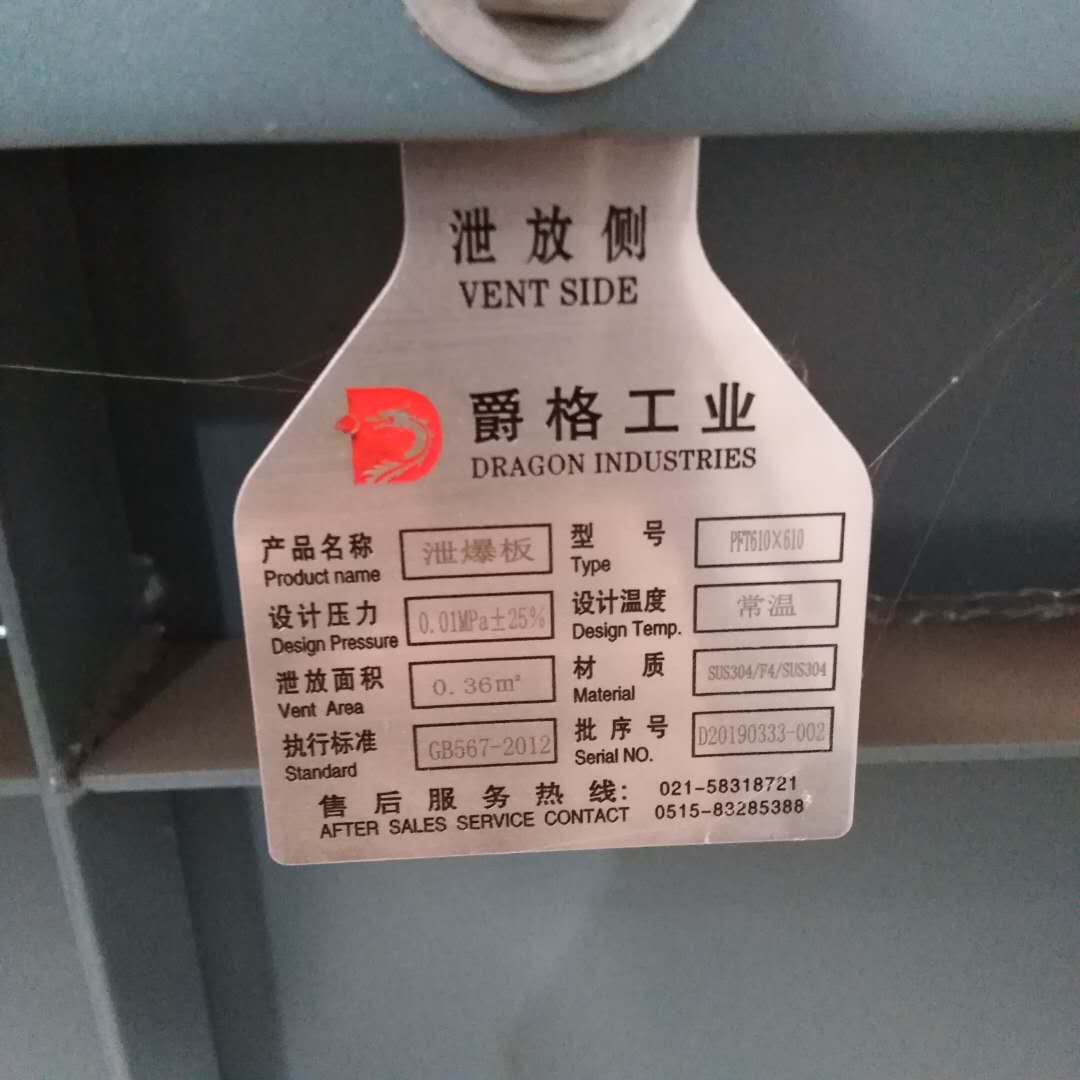 泄放侧
VENT SIDE
爵格工业
DRAGON INDUSTRIES
产品名称 泄爆板 型号 PFT610×610
Product name Type
设计压力 0.01MPa±25% 设计温度 常温
Design Pressure Design Temp.
泄放面积 0.36㎡ 材质 SUS304/F4/SUS304
Vent Area Material
执行标准 GB567-2012 批序号 D20190333-002
Standard Serial NO.
售后服务热线: 021-58318721
AFTER SALES SERVICE CONTACT 0515-83285388